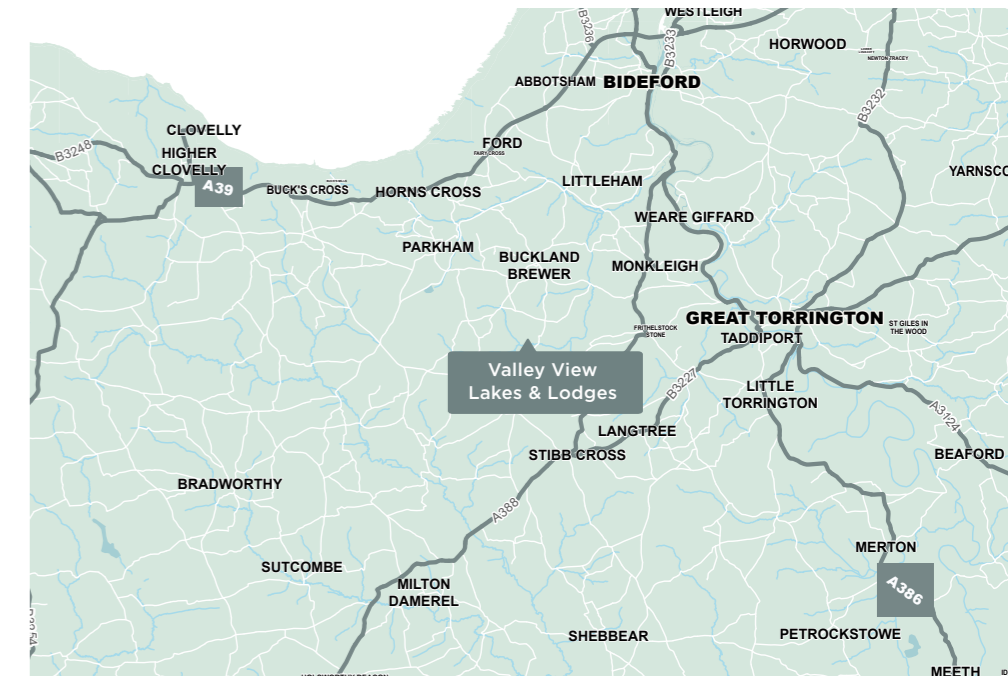 WESTLEIGH
B3236
B3233
HORWOOD
NEWTON TRACEY
ABBOTSHAM
BIDEFORD
B3232
CLOVELLY
B3248
HIGHER
CLOVELLY
FORD
FAIRY CROSS
A39
BUCK'S CROSS
HORNS CROSS
LITTLEHAM
YARNSCO
WEARE GIFFARD
PARKHAM
BUCKLAND
BREWER
MONKLEIGH
GREAT TORRINGTON
FRITHELSTOCK
STONE
TADDIPORT
ST GILES IN
THE WOOD
Valley View
Lakes & Lodges
B3227
LITTLE
TORRINGTON
A3124
LANGTREE
STIBB CROSS
BEAFORD
BRADWORTHY
A388
MERTON
SUTCOMBE
MILTON
DAMEREL
A386
SHEBBEAR
PETROCKSTOWE
MEETH